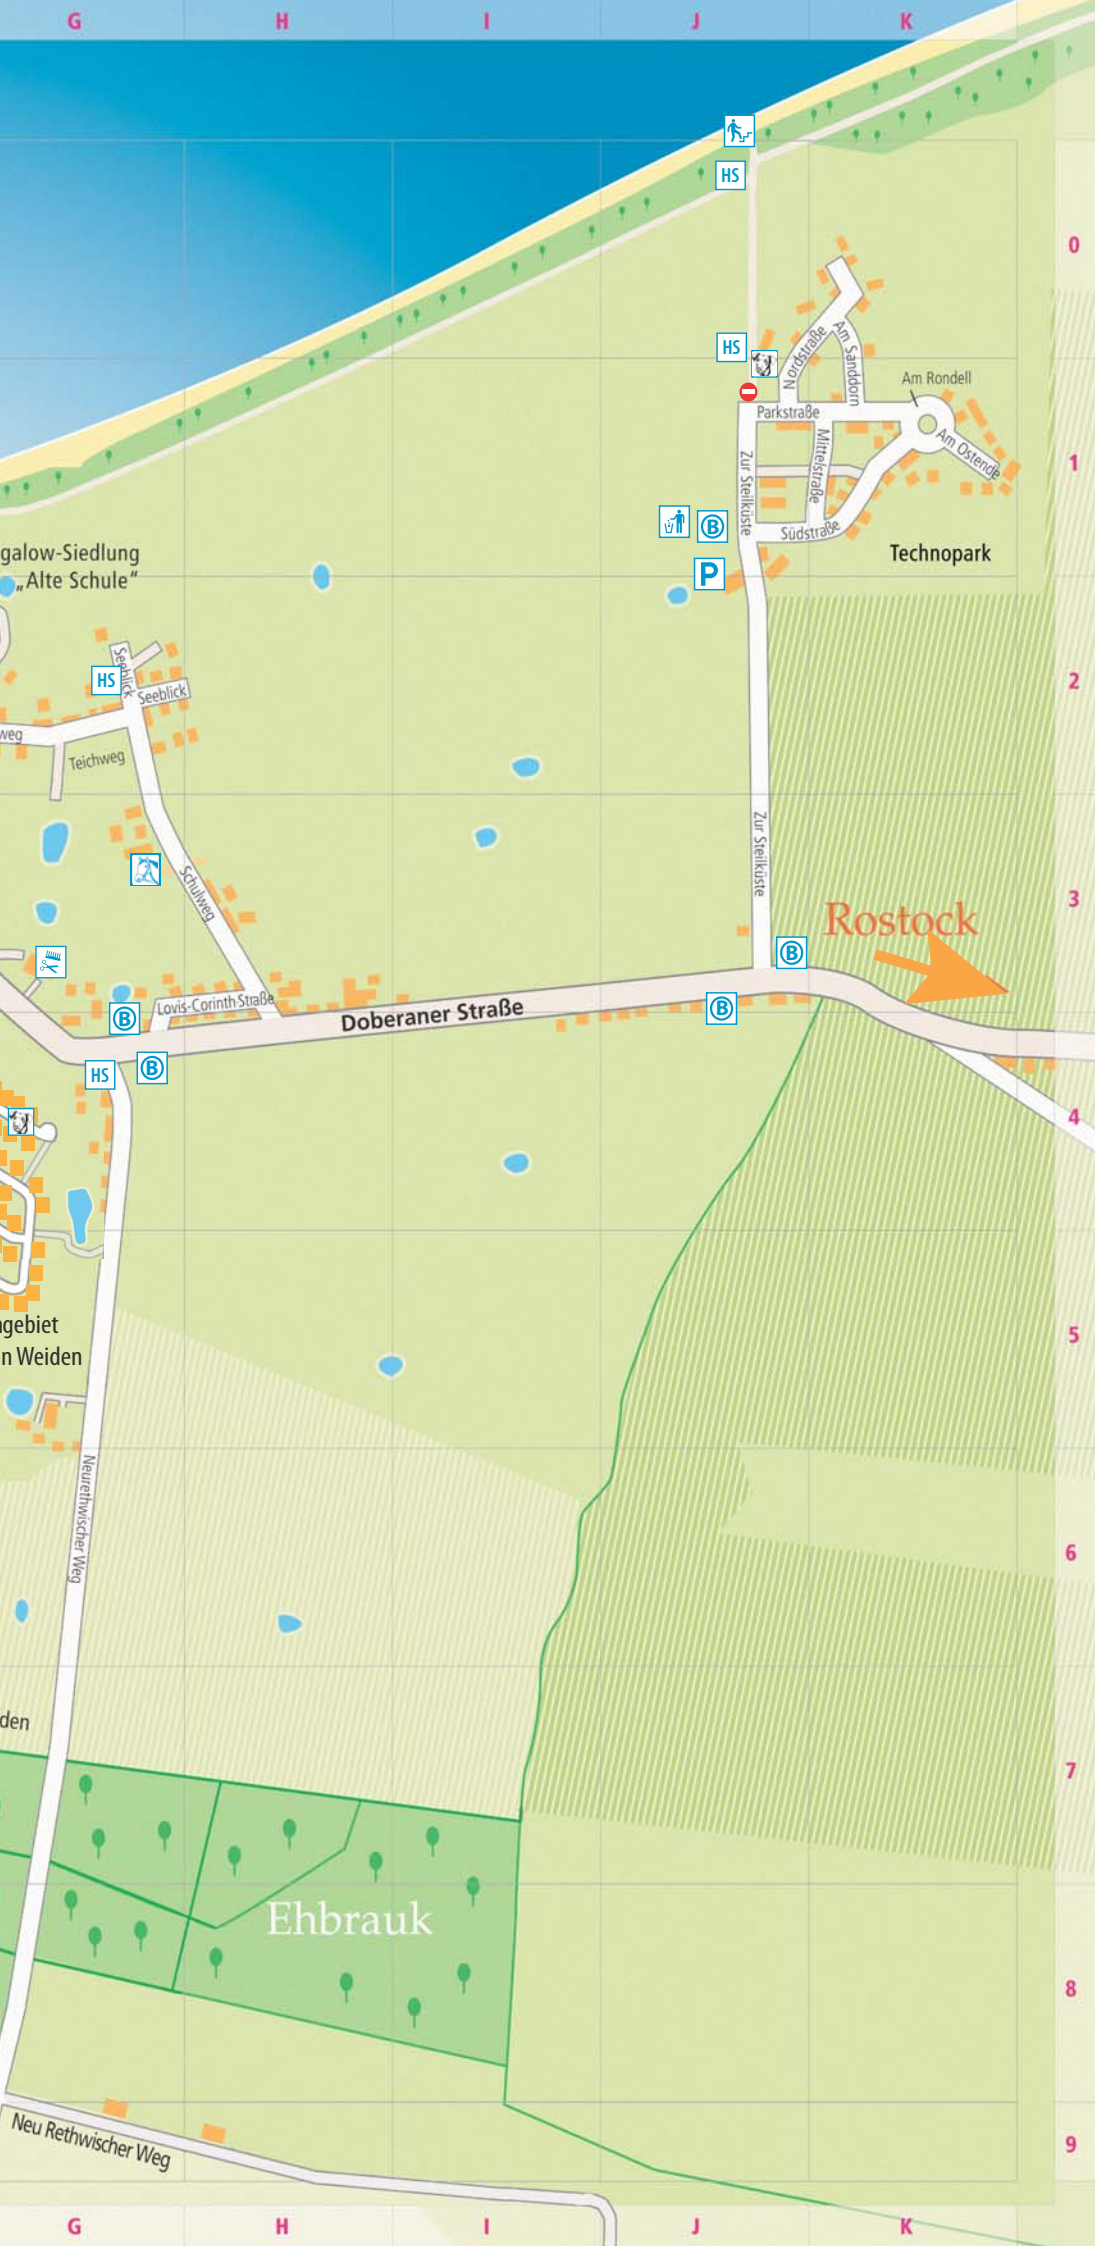 G H I J K
HS
0
HS
Nordstraße
Am Sanddorn
Am Rondell
Parkstraße
Am Ostende
Mittelstraße
Zur Steilküste
1
B
Südstraße
galow-Siedlung
„Alte Schule“
Technopark
P
Seeblick
HS
Seeblick
2
weg
Teichweg
Zur Steilküste
Schulweg
3
Rostock
B
Lovis-Corinth-Straße
B
Doberaner Straße
B
B
HS
4
gebiet
n Weiden
5
Neurethwischer Weg
6
den
7
Ehbrauk
8
Neu Rethwischer Weg
9
G H I J K